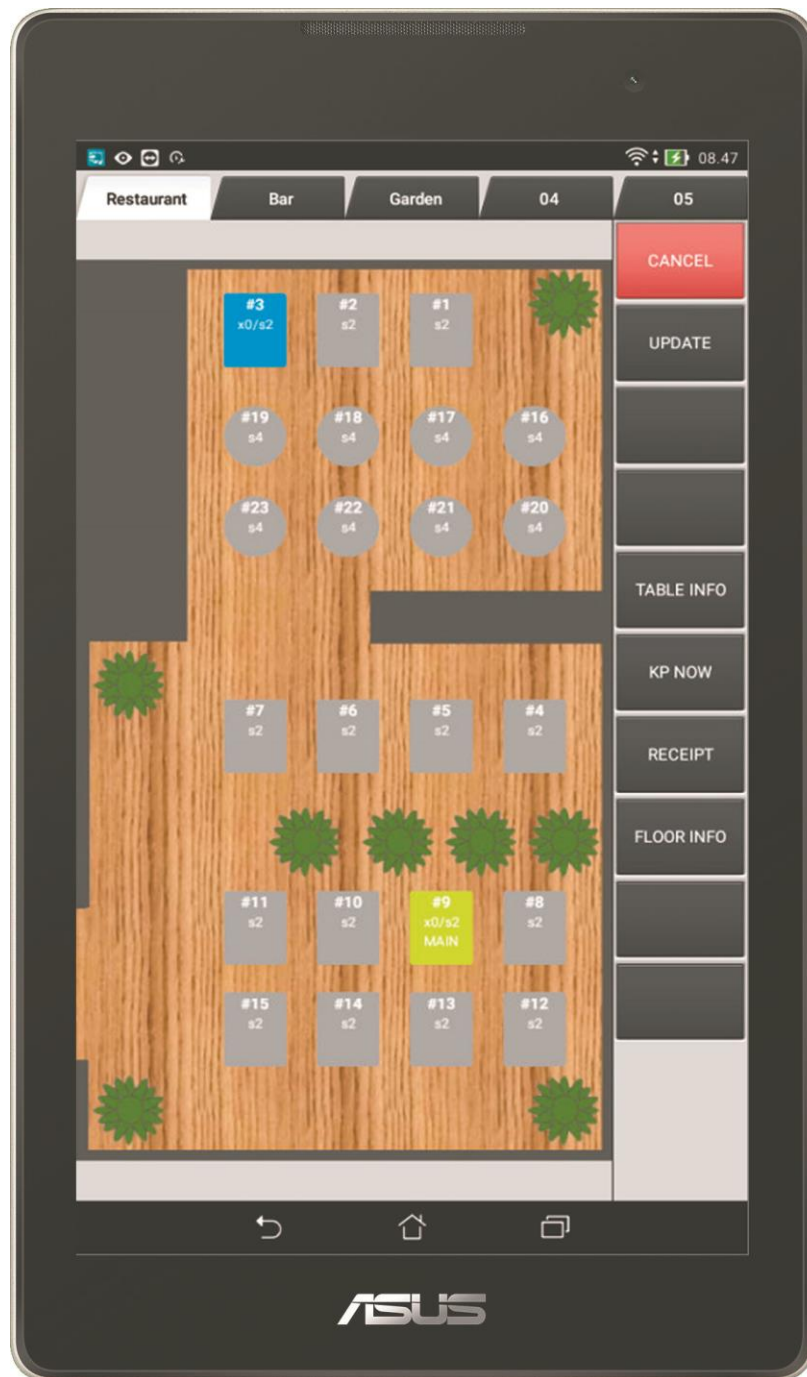 08.47
Restaurant
Bar
Garden
04
05
CANCEL
UPDATE
TABLE INFO
KP NOW
RECEIPT
FLOOR INFO
#3
x0/s2
#2
s2
#1
s2
#19
s4
#18
s4
#17
s4
#16
s4
#23
s4
#22
s4
#21
s4
#20
s4
#7
s2
#6
s2
#5
s2
#4
s2
#11
s2
#10
s2
#9
x0/s2
MAIN
#8
s2
#15
s2
#14
s2
#13
s2
#12
s2
ASUS